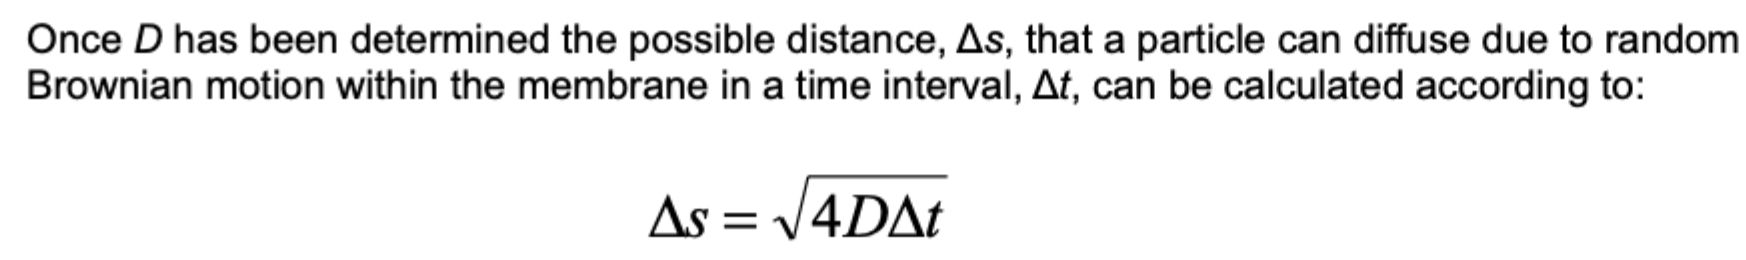 Once D has been determined the possible distance, Δs, that a particle can diffuse due to random
Brownian motion within the membrane in a time interval, Δt, can be calculated according to:
Δs = √4DΔt